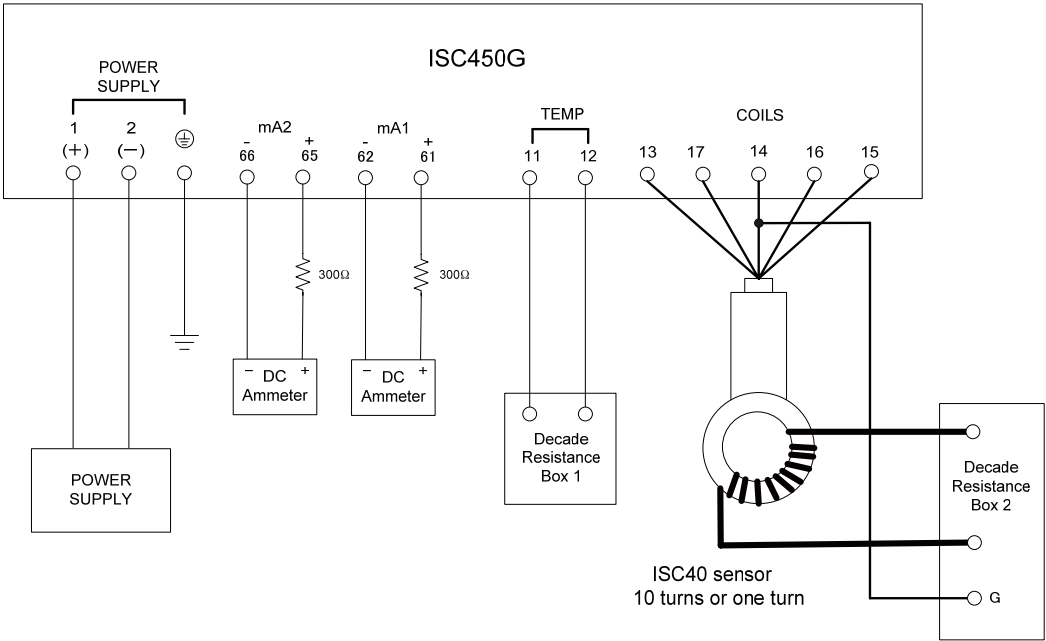 ISC450G
POWER
SUPPLY
1
(+)
2
(−)
mA2
-
66
+
65
mA1
-
62
+
61
TEMP
11
12
COILS
13
17
14
16
15
300Ω
300Ω
− +
DC
Ammeter
− +
DC
Ammeter
Decade
Resistance
Box 1
POWER
SUPPLY
Decade
Resistance
Box 2
G
ISC40 sensor
10 turns or one turn